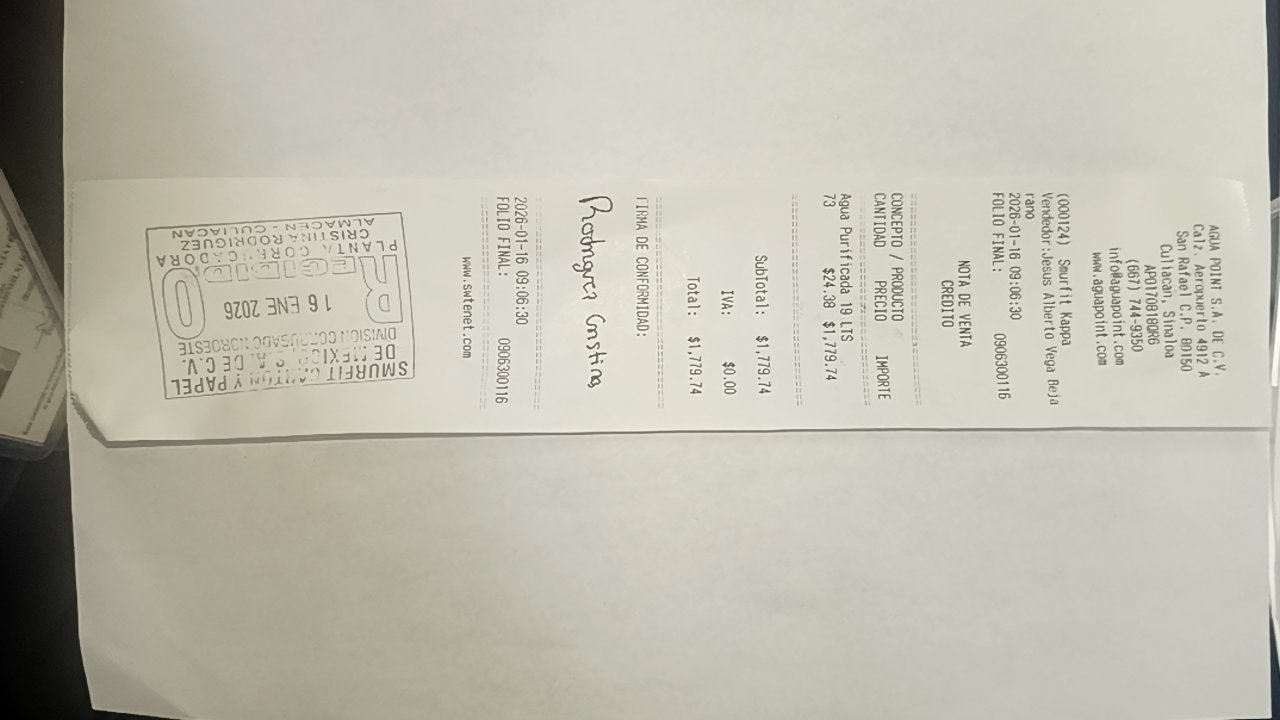 AGUA POINT S.A. DE C.V.
Calz. Aeropuerto 4912 A
San Rafael C.P. 80150
Culiacan, Sinaloa
APO170818QR6
(667) 744-9350
info@aguapoint.com
www.aguapoint.com
(000124) Smurfit Kappa
Vendedor:Jesus Alberto Vega Beja
rano
2026-01-16 09:06:30
FOLIO FINAL: 0906300116
NOTA DE VENTA
CREDITO
CONCEPTO / PRODUCTO
CANTIDAD PRECIO IMPORTE
Agua Purificada 19 LTS
73 $24.38 $1,779.74
SubTotal: $1,779.74
IVA: $0.00
Total: $1,779.74
FIRMA DE CONFORMIDAD:
Cristina
2026-01-16 09:06:30
FOLIO FINAL: 0906300116
www.swtenet.com
SMURFIT CARTON Y PAPEL
DE MEXICO S.A. DE C.V.
DIVISION CORRUGADO NOROESTE
16 ENE 2026
RECIBIDO
PLANTA CORRUGADORA
CRISTINA RODRIGUEZ
ALMACEN - CULIACAN